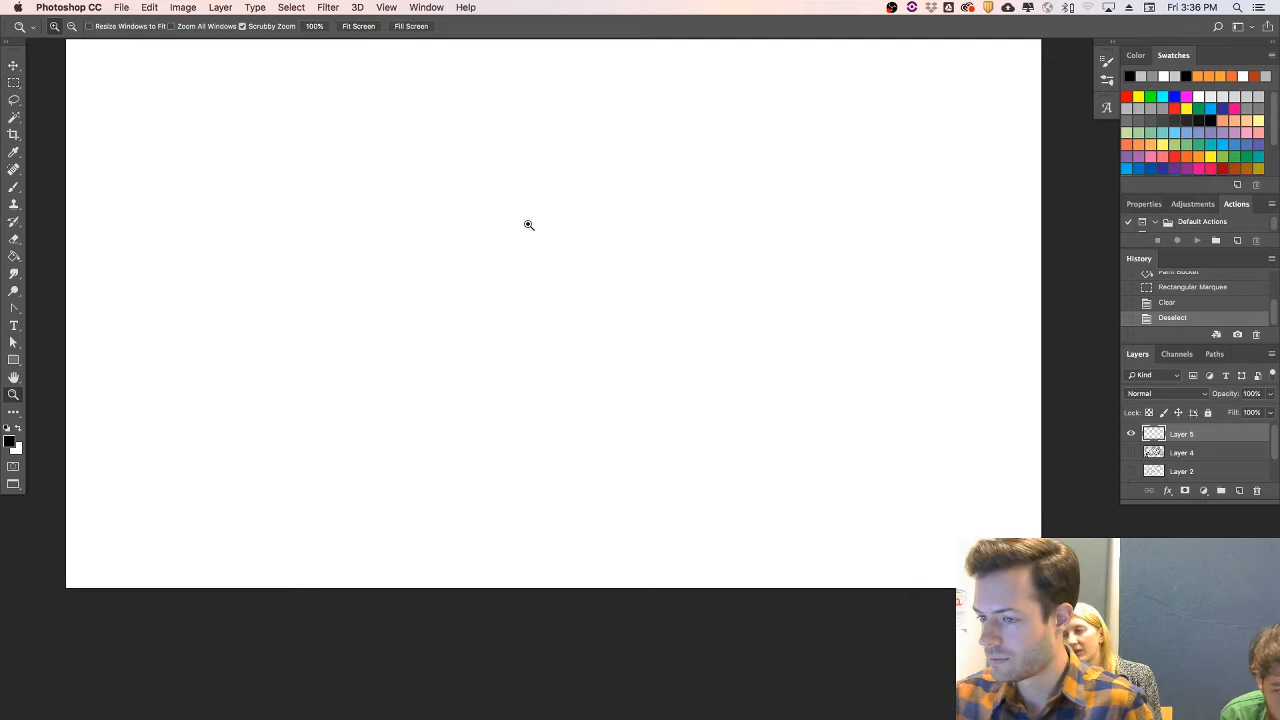 Photoshop CC File Edit Image Layer Type Select Filter 3D View Window Help Fri 3:36 PM
Resize Windows to Fit Zoom All Windows Scrubby Zoom 100% Fit Screen Fill Screen
Color Swatches
A
Properties Adjustments Actions
Default Actions
History
Paint Bucket
Rectangular Marquee
Clear
Deselect
T
Layers Channels Paths
Kind T
Normal Opacity: 100%
Lock: Fill: 100%
Layer 5
Layer 4
Layer 2
fx